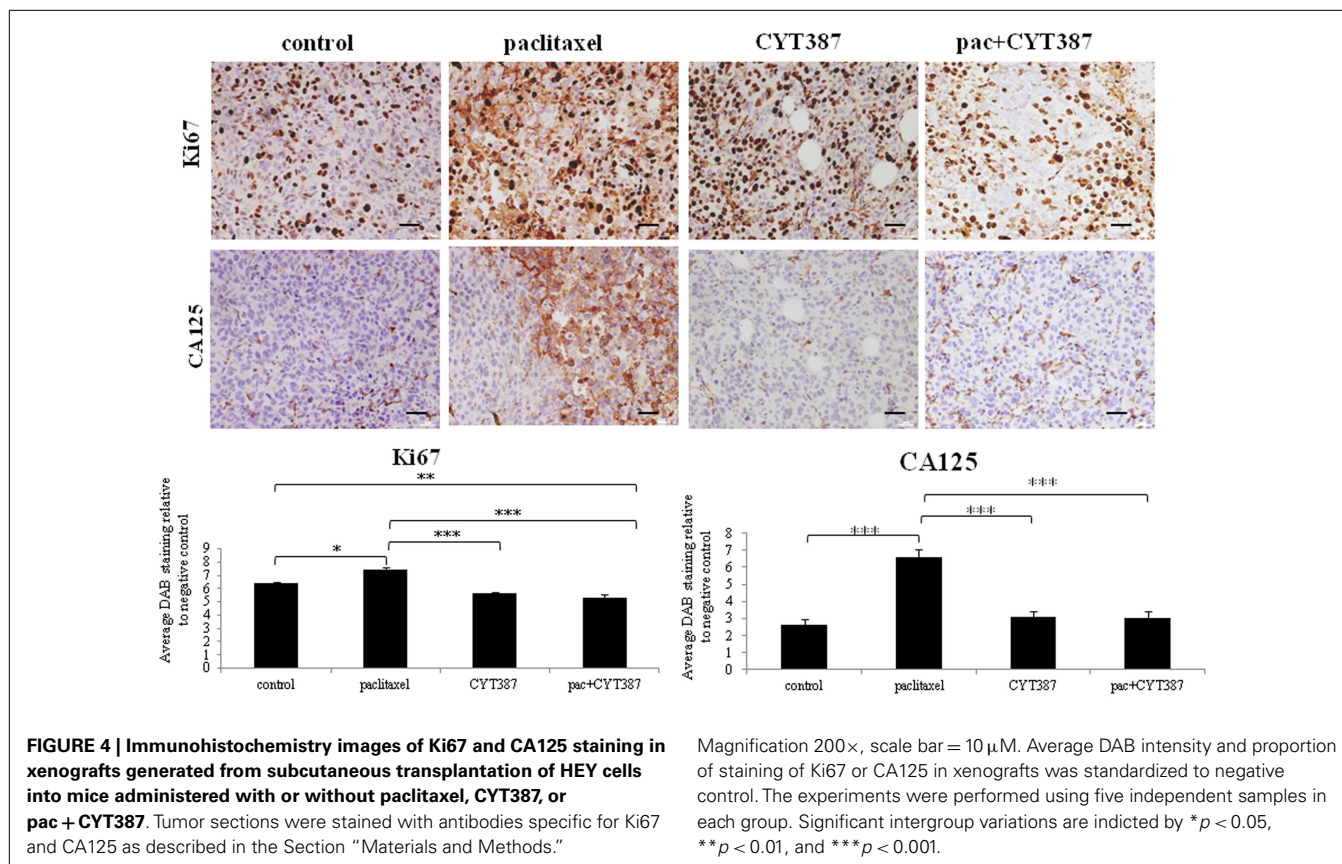 control paclitaxel CYT387 pac+CYT387
Ki67
CA125
Ki67
**
***
***
*
Average DAB staining relative
to negative control
9
8
7
6
5
4
3
2
1
0
control paclitaxel CYT387 pac+CYT387
CA125
***
***
***
Average DAB staining relative
to negative control
8
7
6
5
4
3
2
1
0
control paclitaxel CYT387 pac+CYT387
FIGURE 4 | Immunohistochemistry images of Ki67 and CA125 staining in
xenografts generated from subcutaneous transplantation of HEY cells
into mice administered with or without paclitaxel, CYT387, or
pac + CYT387. Tumor sections were stained with antibodies specific for Ki67
and CA125 as described in the Section “Materials and Methods.”
Magnification 200×, scale bar = 10 μM. Average DAB intensity and proportion
of staining of Ki67 or CA125 in xenografts was standardized to negative
control. The experiments were performed using five independent samples in
each group. Significant intergroup variations are indicted by *p < 0.05,
**p < 0.01, and ***p < 0.001.